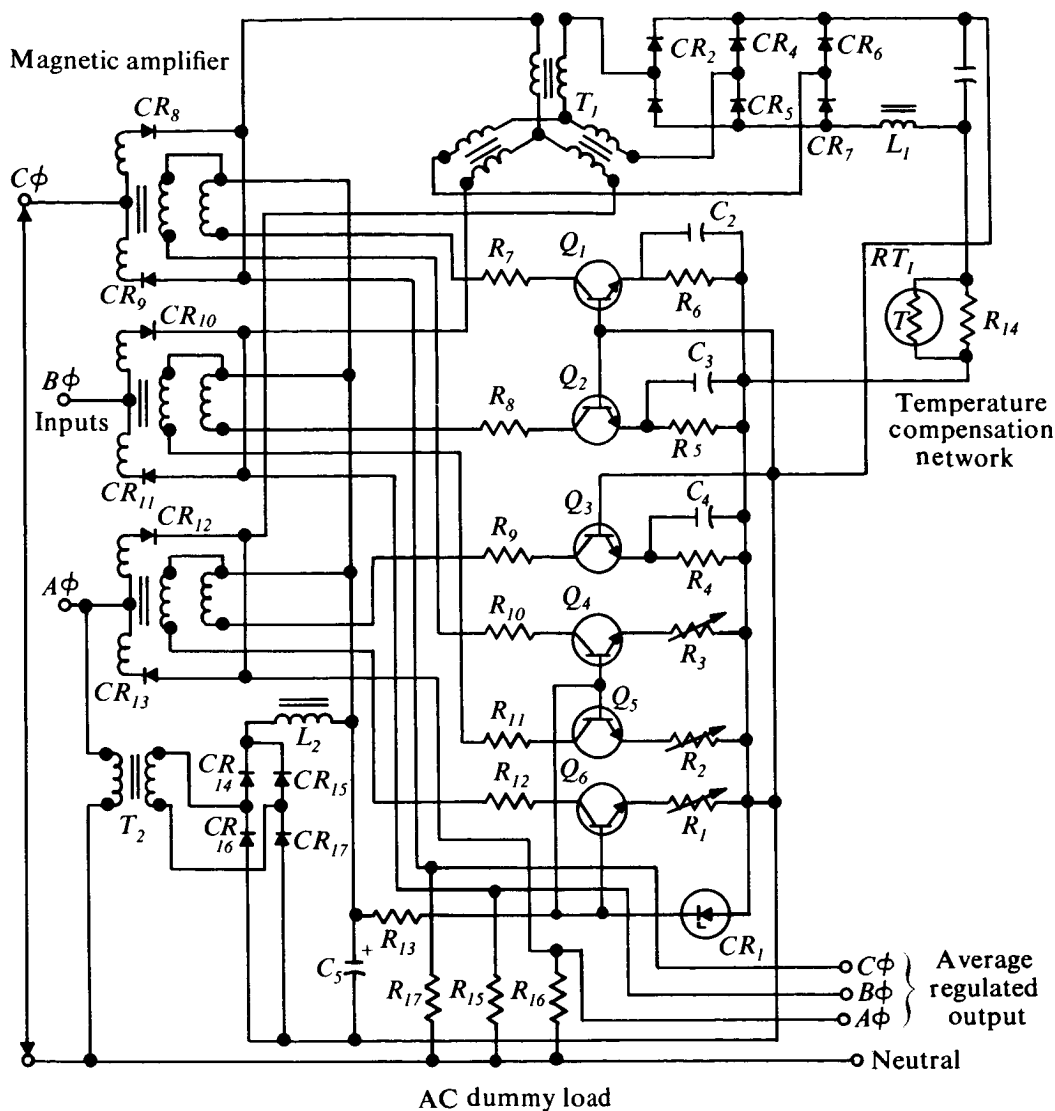 Magnetic amplifier
CR8
CR2
CR4
CR6
T1
CR5
CR7
L1
Cϕ
C2
Q1
R7
R6
RT1
T
R14
CR9
CR10
C3
Q2
R8
R5
Bϕ
Inputs
Temperature
compensation
network
CR11
CR12
Q3
C4
R9
R4
Aϕ
Q4
R10
R3
CR13
Q5
R11
R2
L2
CR
14
CR15
R12
Q6
R1
T2
CR
16
CR17
R13
CR1
C5
+
R17
R15
R16
Cϕ
Bϕ
Aϕ
Average
regulated
output
Neutral
AC dummy load